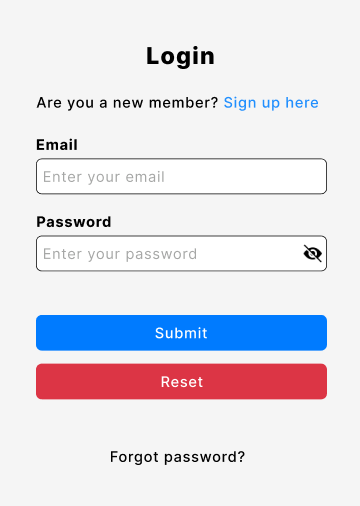 Login
Are you a new member? Sign up here
Email
Enter your email
Password
Enter your password
Submit
Reset
Forgot password?